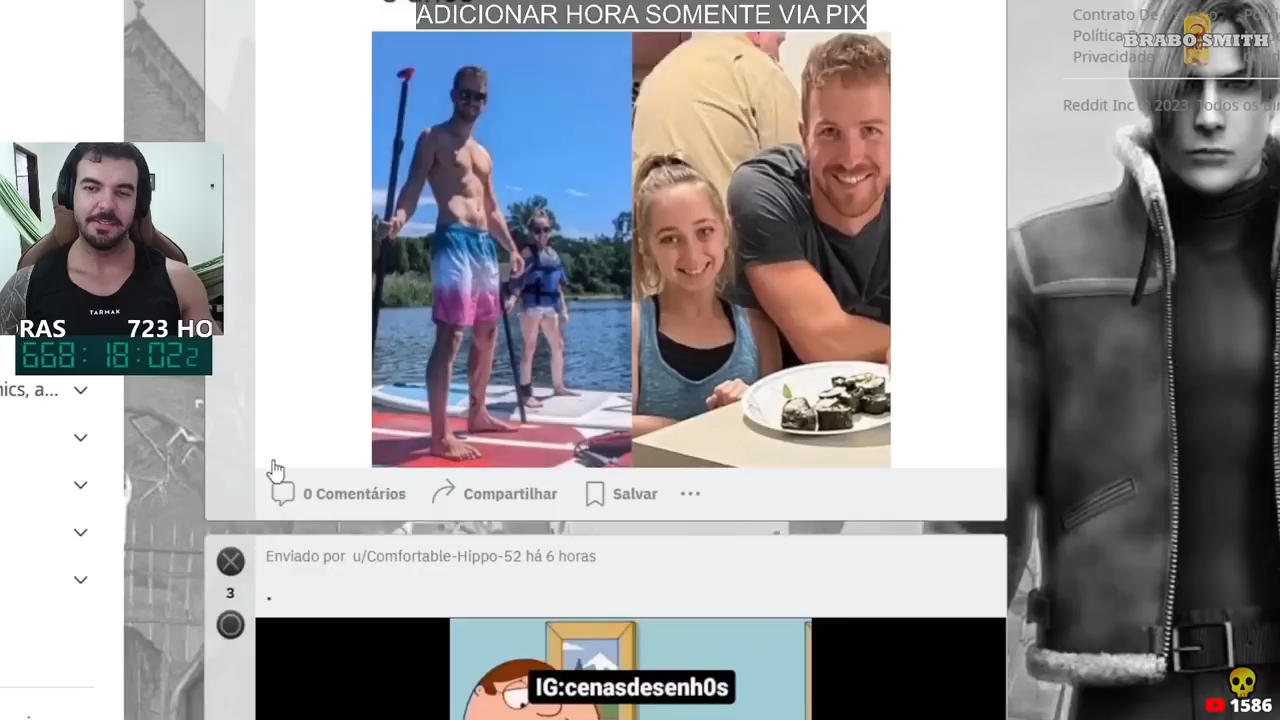 ADICIONAR HORA SOMENTE VIA PIX
Contrato De
Política
Privacidade
BRABO SMITH
Reddit Inc © 2023. Todos os
TARMAK
RAS 723 HO
668:18:022
nics, a...
0 Comentários
Compartilhar
Salvar
Enviado por u/Comfortable-Hippo-52 há 6 horas
3
.
IG:cenasdesenh0s
1586